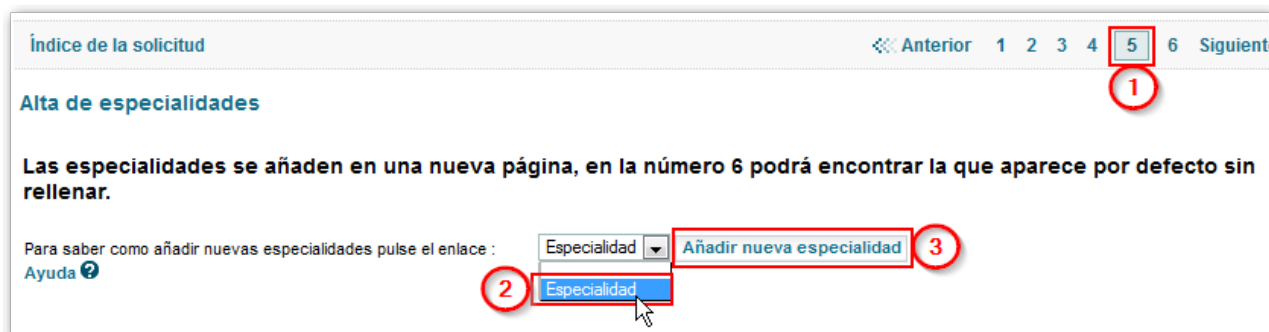 Índice de la solicitud Anterior 1 2 3 4 5 6 Siguient
1
Alta de especialidades
Las especialidades se añaden en una nueva página, en la número 6 podrá encontrar la que aparece por defecto sin
rellenar.
Para saber como añadir nuevas especialidades pulse el enlace : Especialidad Añadir nueva especialidad 3
Ayuda ?
2 Especialidad